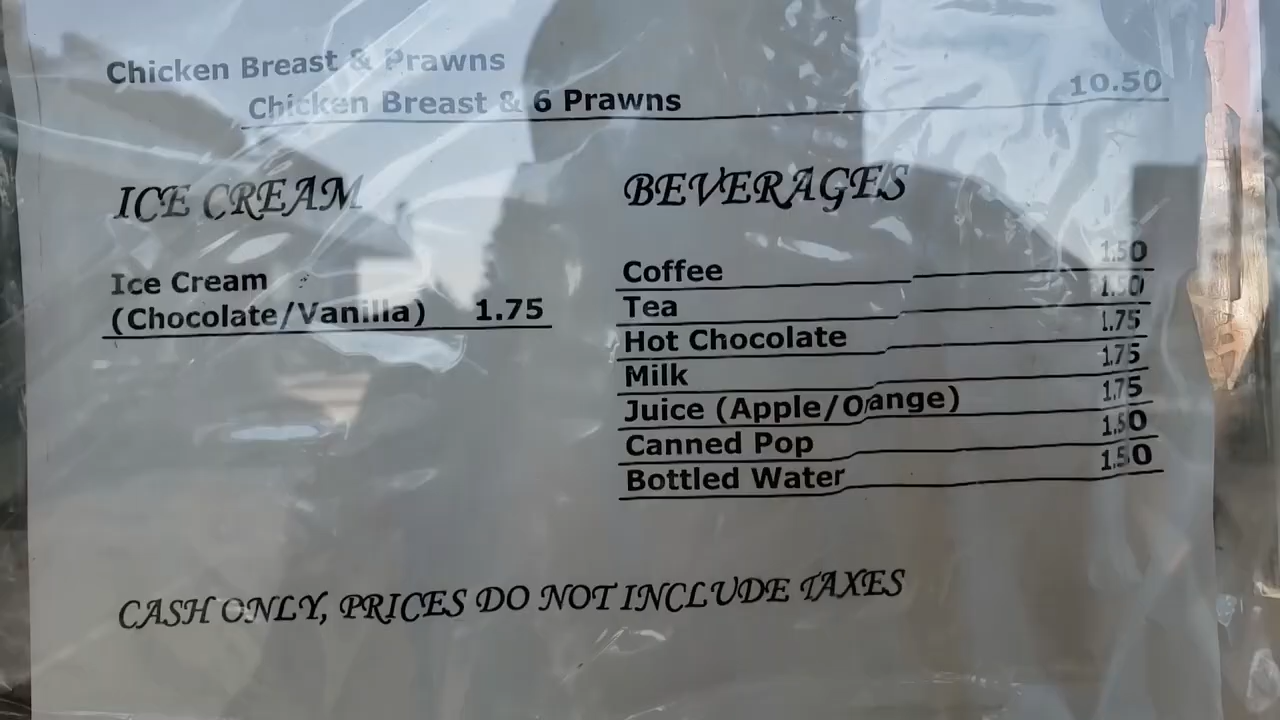 Chicken Breast & Prawns
Chicken Breast & 6 Prawns 10.50
ICE CREAM
Ice Cream
(Chocolate/Vanilla) 1.75
BEVERAGES
Coffee 1.50
Tea 1.50
Hot Chocolate 1.75
Milk 1.75
Juice (Apple/Orange) 1.75
Canned Pop 1.50
Bottled Water 1.50
CASH ONLY, PRICES DO NOT INCLUDE TAXES